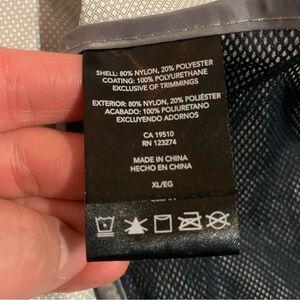 SHELL: 80% NYLON, 20% POLYESTER
COATING: 100% POLYURETHANE
EXCLUSIVE OF TRIMMINGS
EXTERIOR: 80% NYLON, 20% POLIÉSTER
ACABADO: 100% POLIURETANO
EXCLUYENDO ADORNOS
CA 19510
RN 123274
MADE IN CHINA
HECHO EN CHINA
XL/EG